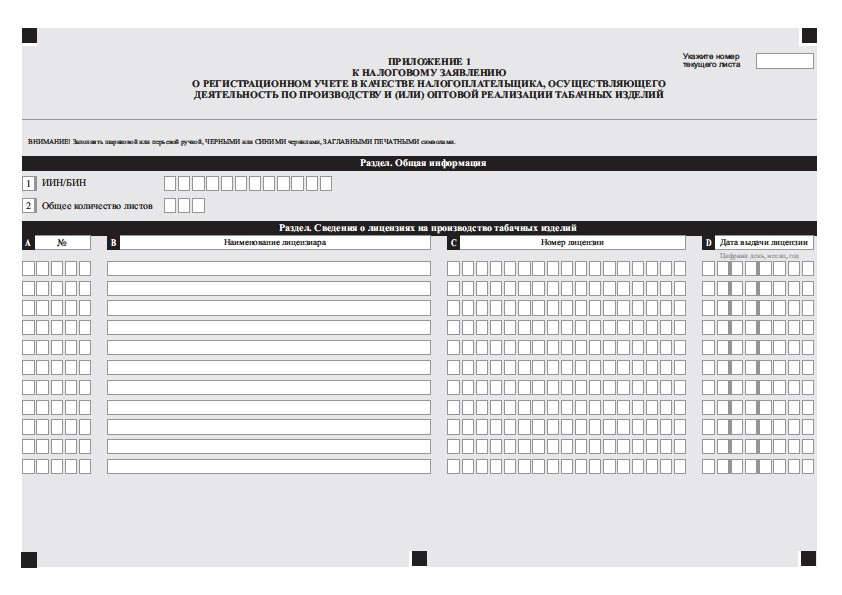 ПРИЛОЖЕНИЕ 1
К НАЛОГОВОМУ ЗАЯВЛЕНИЮ
О РЕГИСТРАЦИОННОМ УЧЕТЕ В КАЧЕСТВЕ НАЛОГОПЛАТЕЛЬЩИКА, ОСУЩЕСТВЛЯЮЩЕГО
ДЕЯТЕЛЬНОСТЬ ПО ПРОИЗВОДСТВУ И (ИЛИ) ОПТОВОЙ РЕАЛИЗАЦИИ ТАБАЧНЫХ ИЗДЕЛИЙ
Укажите номер
текущего листа
ВНИМАНИЕ! Заполнять шариковой или перьевой ручкой, ЧЕРНЫМИ или СИНИМИ чернилами, ЗАГЛАВНЫМИ ПЕЧАТНЫМИ символами.
Раздел. Общая информация
1 ИИН/БИН
2 Общее количество листов
Раздел. Сведения о лицензиях на производство табачных изделий
A № B Наименование лицензиара C Номер лицензии D Дата выдачи лицензии
Цифрами день, месяц, год